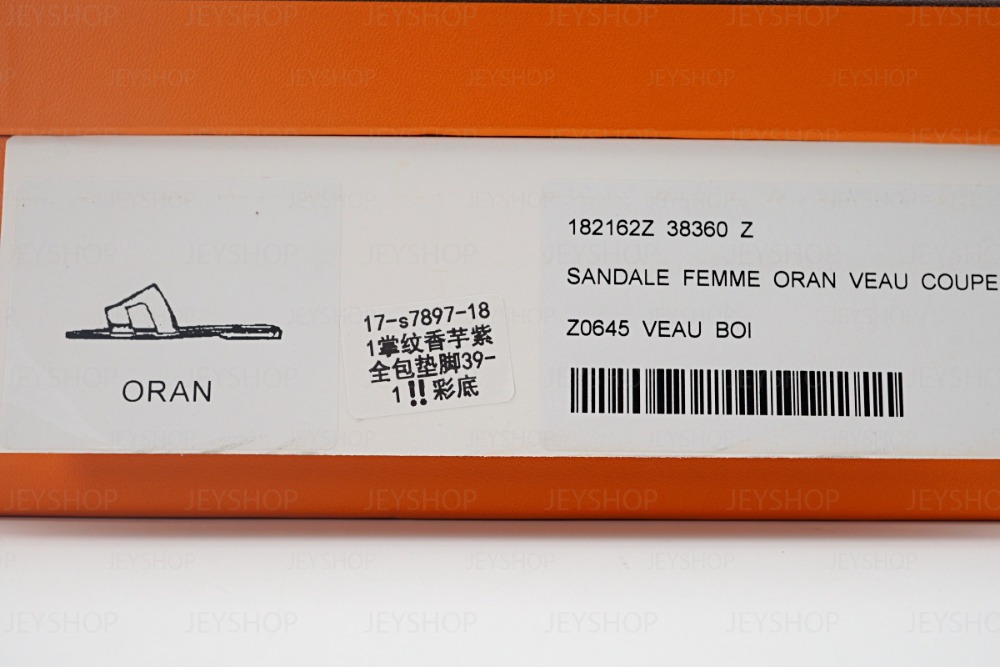 ORAN
17-s7897-18
1掌纹香芋紫
全包垫脚39-
1‼彩底
182162Z 38360 Z
SANDALE FEMME ORAN VEAU COUPE
Z0645 VEAU BOI
JEYSHOP